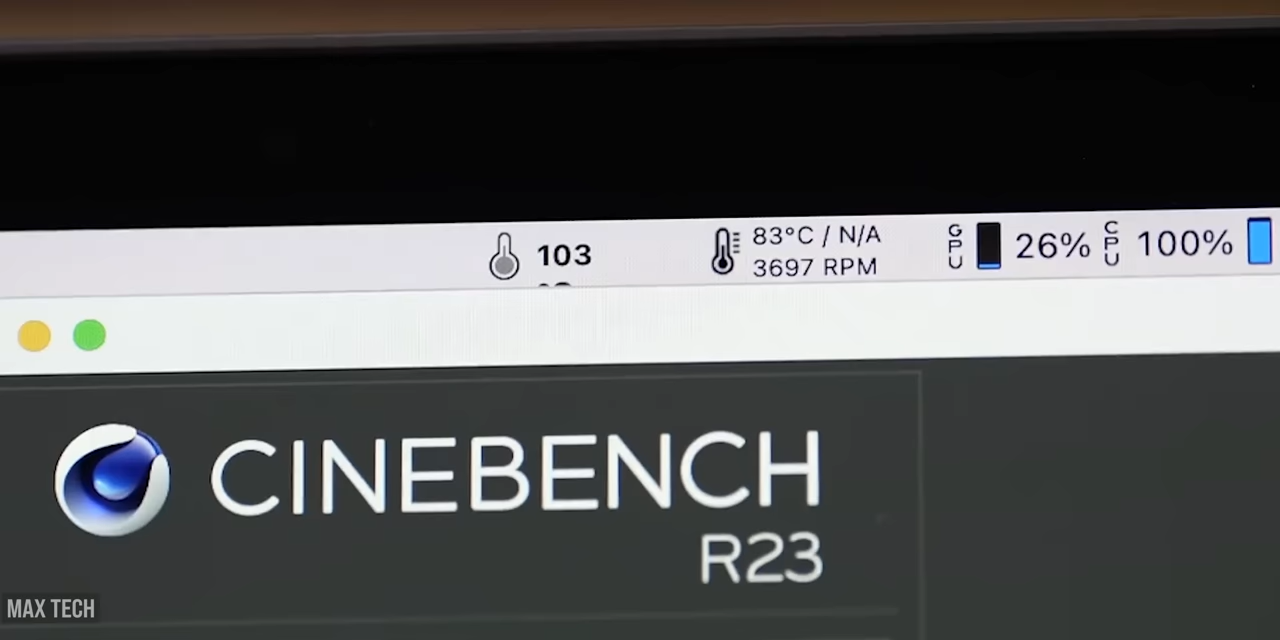 103
83°C / N/A
3697 RPM
GPU 26%
CPU 100%
CINEBENCH
R23
MAX TECH